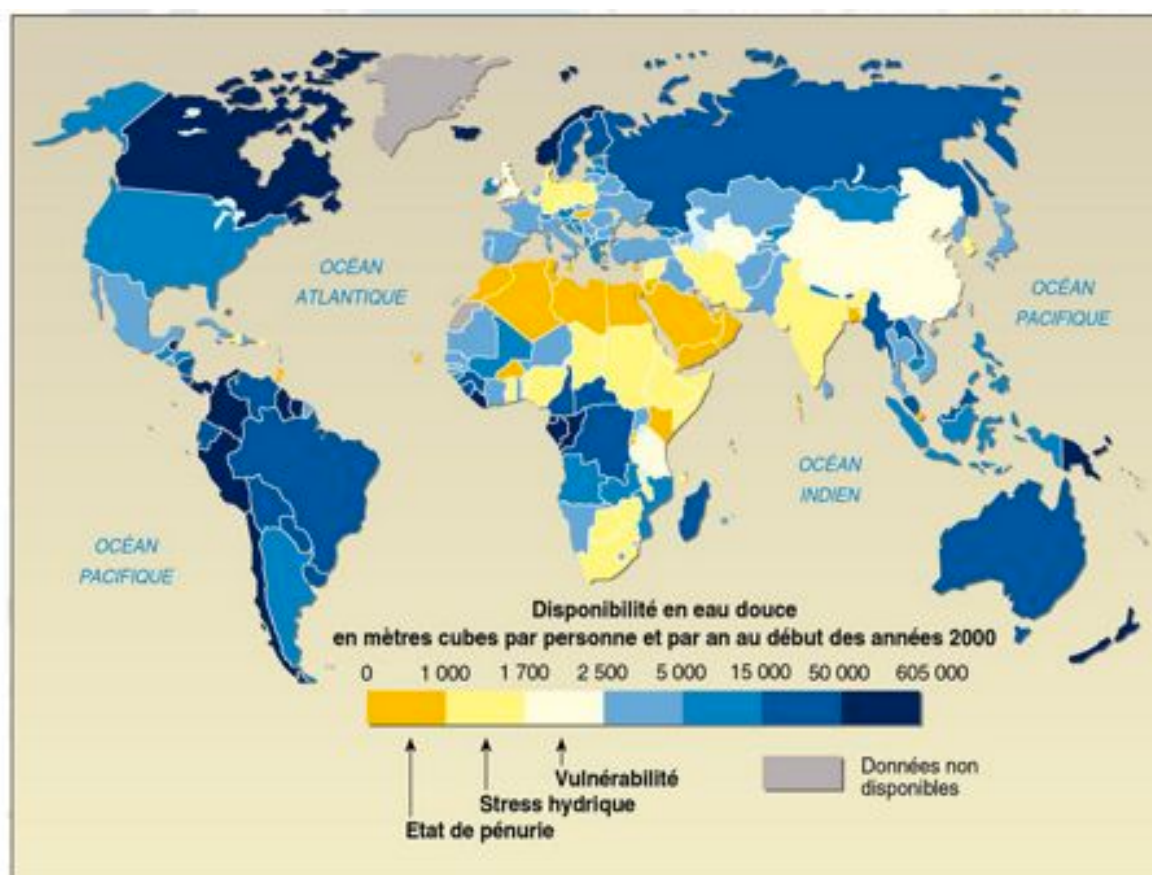 OCÉAN
ATLANTIQUE
OCÉAN
PACIFIQUE
OCÉAN
INDIEN
OCÉAN
PACIFIQUE
Disponibilité en eau douce
en mètres cubes par personne et par an au début des années 2000
0 1 000 1 700 2 500 5 000 15 000 50 000 605 000
Vulnérabilité
Stress hydrique
Etat de pénurie
Données non
disponibles